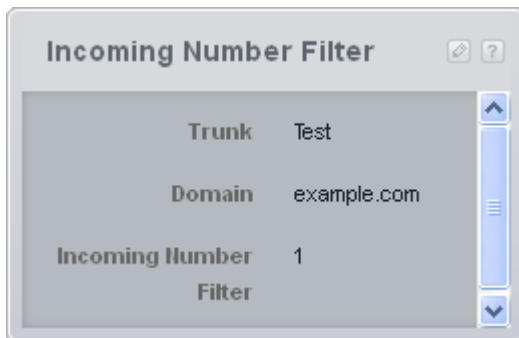 Incoming Number Filter
Trunk Test
Domain example.com
Incoming Number 1
Filter